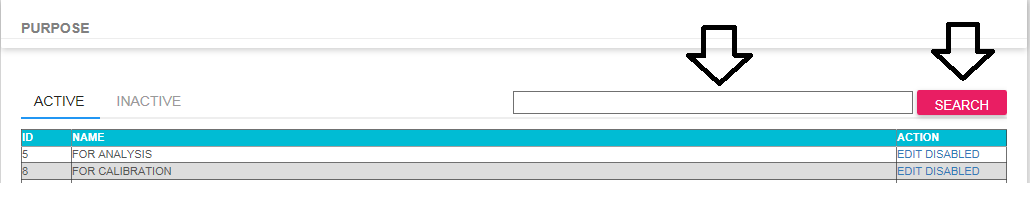 PURPOSE
ACTIVE INACTIVE SEARCH
ID NAME ACTION
5 FOR ANALYSIS EDIT DISABLED
8 FOR CALIBRATION EDIT DISABLED